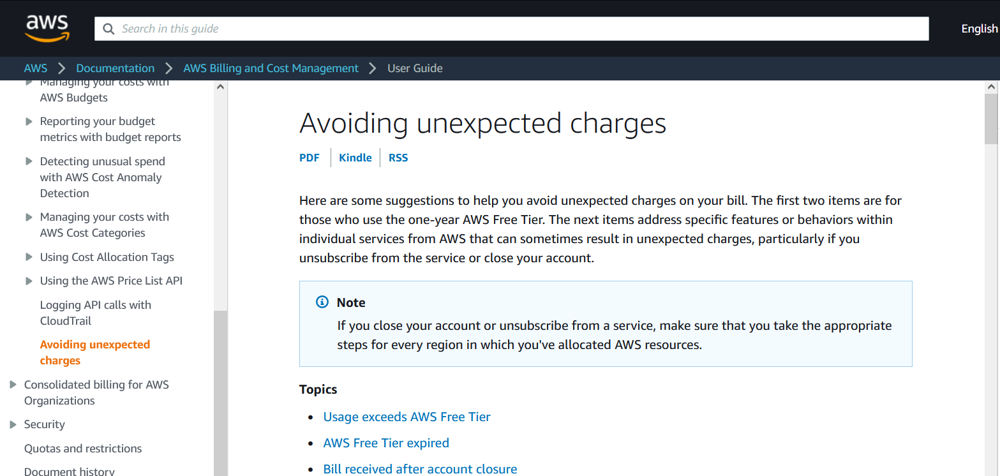 aws
Search in this guide
English
AWS > Documentation > AWS Billing and Cost Management > User Guide
Managing your costs with
AWS Budgets
Reporting your budget
metrics with budget reports
Detecting unusual spend
with AWS Cost Anomaly
Detection
Managing your costs with
AWS Cost Categories
Using Cost Allocation Tags
Using the AWS Price List API
Logging API calls with
CloudTrail
Avoiding unexpected
charges
Consolidated billing for AWS
Organizations
Security
Quotas and restrictions
Document history
Avoiding unexpected charges
PDF | Kindle | RSS
Here are some suggestions to help you avoid unexpected charges on your bill. The first two items are for
those who use the one-year AWS Free Tier. The next items address specific features or behaviors within
individual services from AWS that can sometimes result in unexpected charges, particularly if you
unsubscribe from the service or close your account.
Note
If you close your account or unsubscribe from a service, make sure that you take the appropriate
steps for every region in which you've allocated AWS resources.
Topics
• Usage exceeds AWS Free Tier
• AWS Free Tier expired
• Bill received after account closure